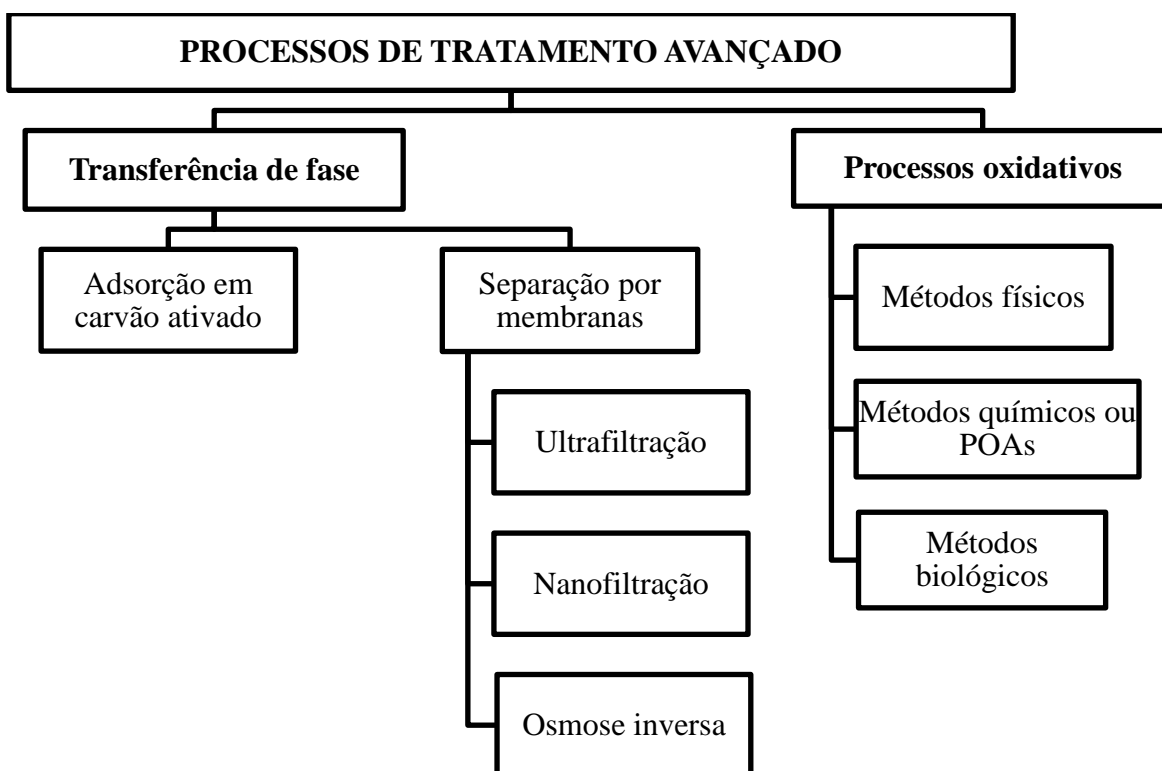 PROCESSOS DE TRATAMENTO AVANÇADO
Transferência de fase
Processos oxidativos
Adsorção em
carvão ativado
Separação por
membranas
Ultrafiltração
Nanofiltração
Osmose inversa
Métodos físicos
Métodos químicos ou
POAs
Métodos
biológicos